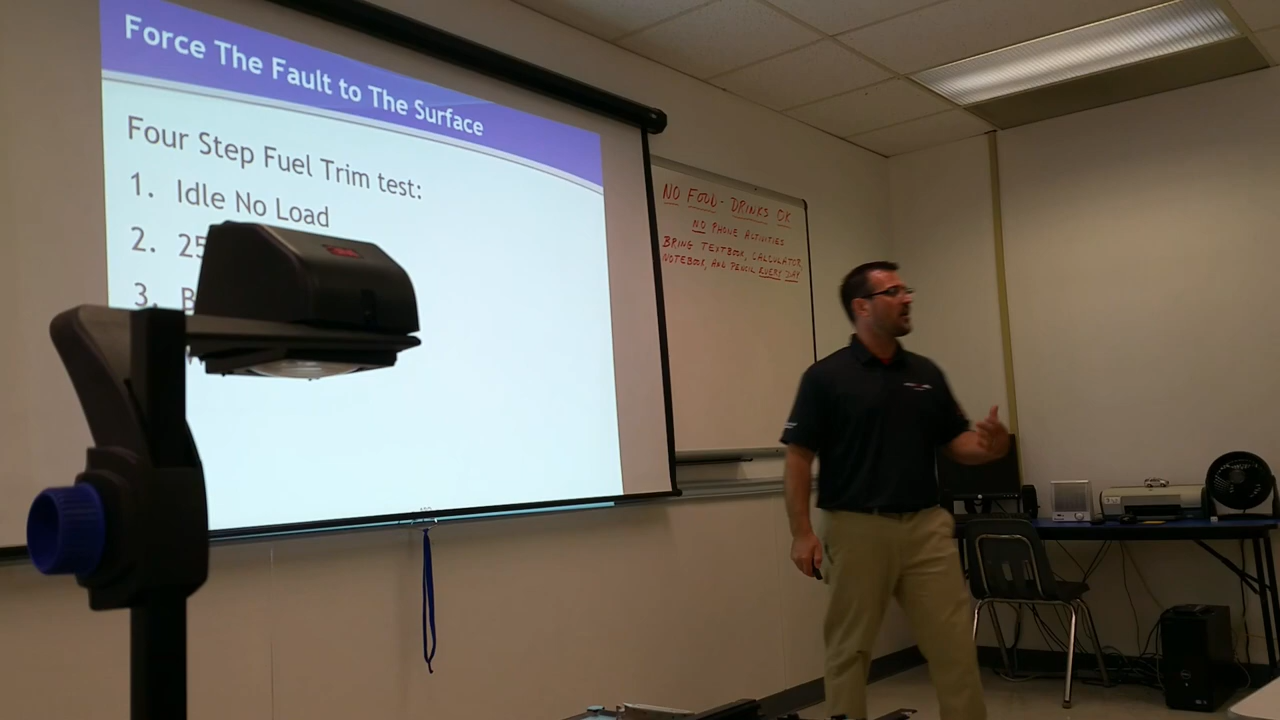 Force The Fault to The Surface
Four Step Fuel Trim test:
1. Idle No Load
2. 25
3. B
NO FOOD - DRINKS OK
NO PHONE ACTIVITIES
BRING TEXTBOOK, CALCULATOR,
NOTEBOOK, AND PENCIL EVERY DAY